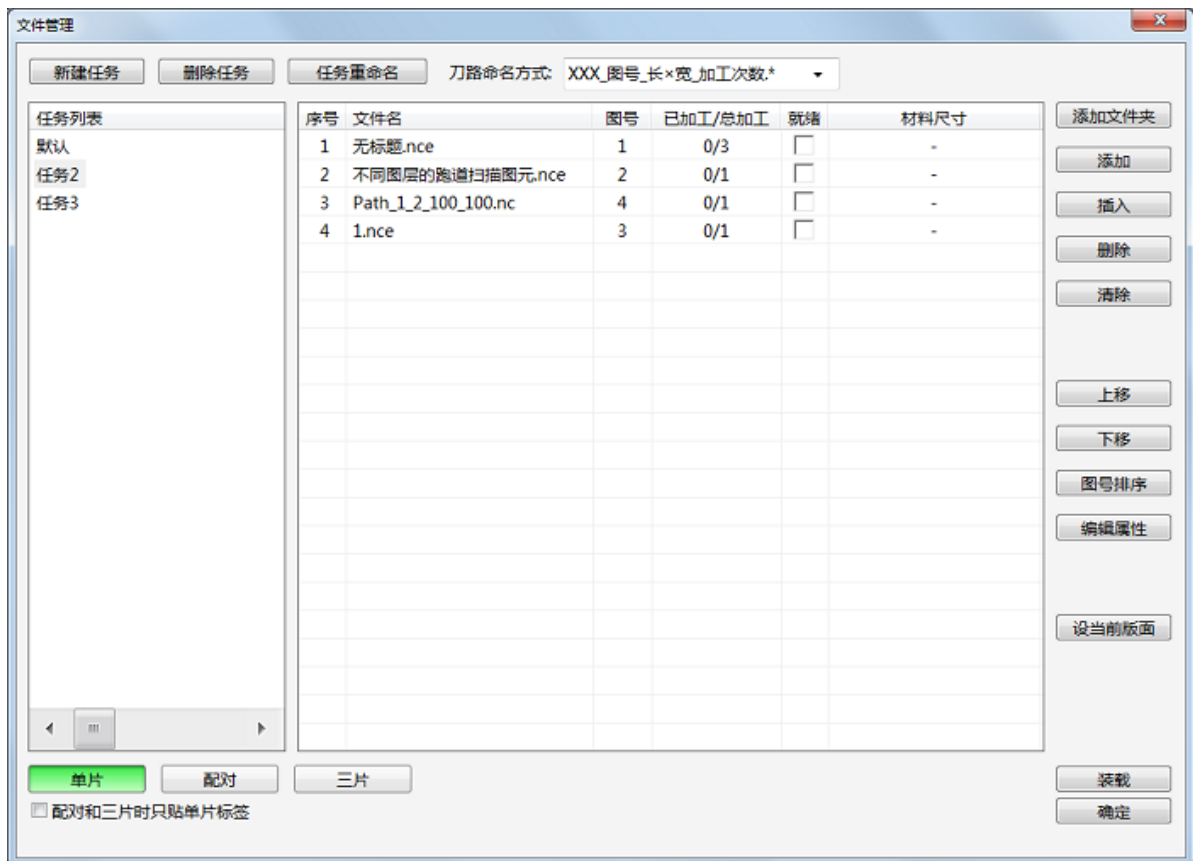 文件管理
新建任务 删除任务 任务重命名 刀路命名方式: XXX_图号_长×宽_加工次数.*
任务列表
默认
任务2
任务3
序号 文件名 图号 已加工/总加工 就绪 材料尺寸
1 无标题.nce 1 0/3 -
2 不同图层的跑道扫描图元.nce 2 0/1 -
3 Path_1_2_100_100.nc 4 0/1 -
4 1.nce 3 0/1 -
添加文件夹
添加
插入
删除
清除
上移
下移
图号排序
编辑属性
设当前版面
单片 配对 三片 装载
配对和三片时只贴单片标签 确定